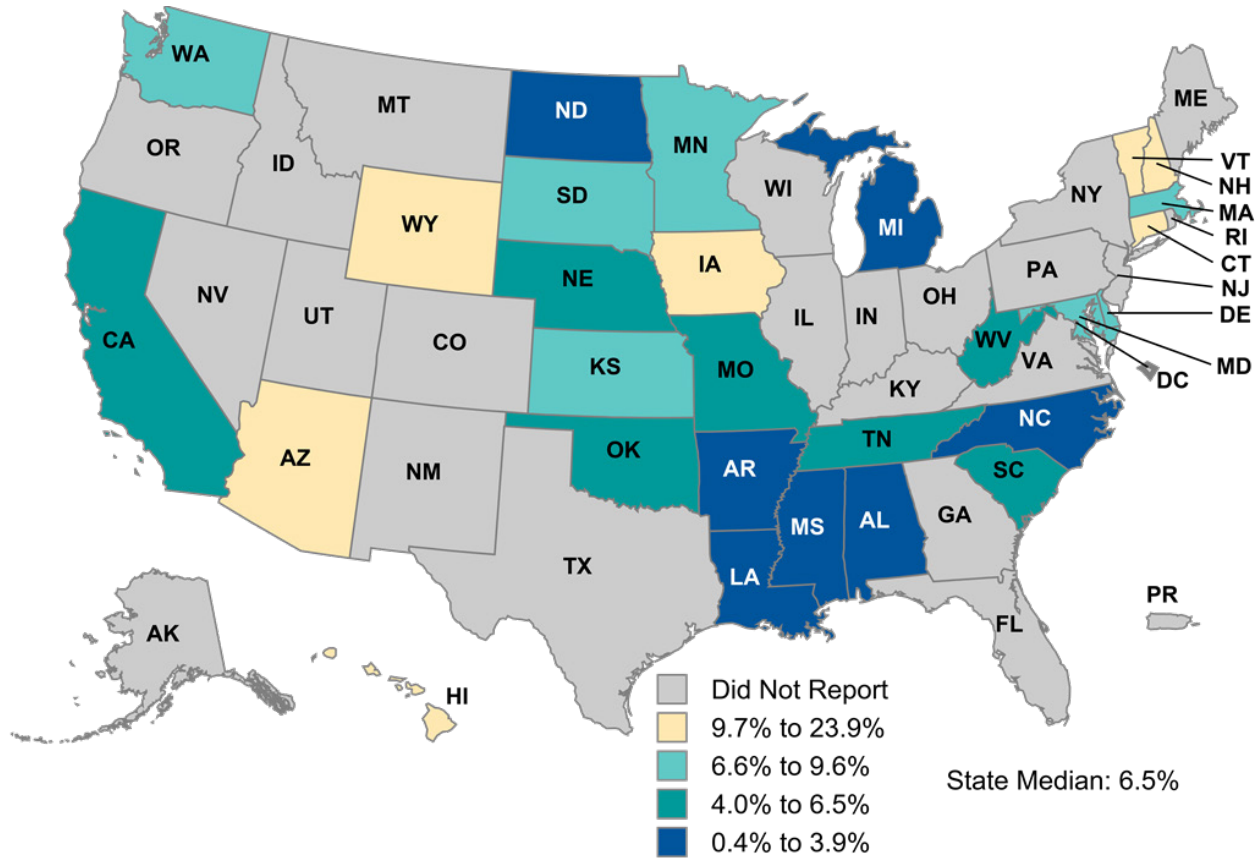 WA
MT
ND
MN
ME
OR
ID
SD
WI
NY
VT
NH
MA
RI
CT
NJ
DE
MD
DC
WY
MI
IA
NE
PA
NV
UT
CO
IL
IN
OH
CA
KS
MO
WV
VA
KY
AZ
NM
OK
AR
TN
NC
SC
MS
AL
GA
TX
LA
FL
PR
AK
HI
Did Not Report
9.7% to 23.9%
6.6% to 9.6%
4.0% to 6.5%
0.4% to 3.9%
State Median: 6.5%